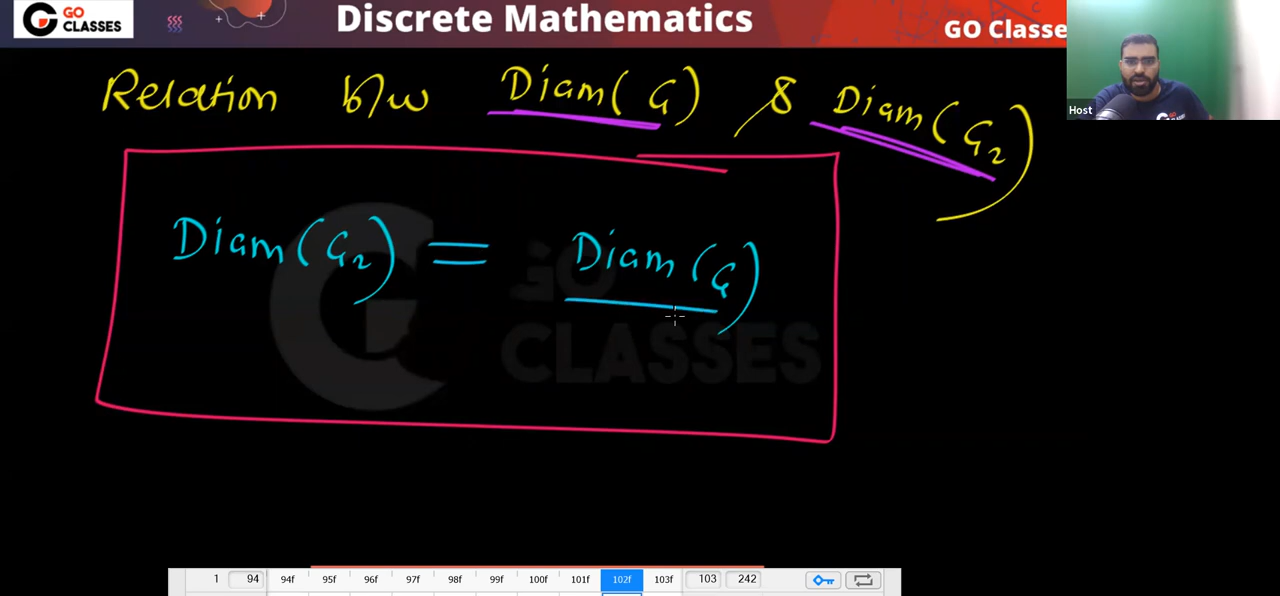 GO CLASSES
Discrete Mathematics
GO Classe
Host
Relation b/w Diam(G) & Diam(G₂)
Diam(G₂) = Diam(G)
GO
CLASSES
1 94 94f 95f 96f 97f 98f 99f 100f 101f 102f 103f 103 242